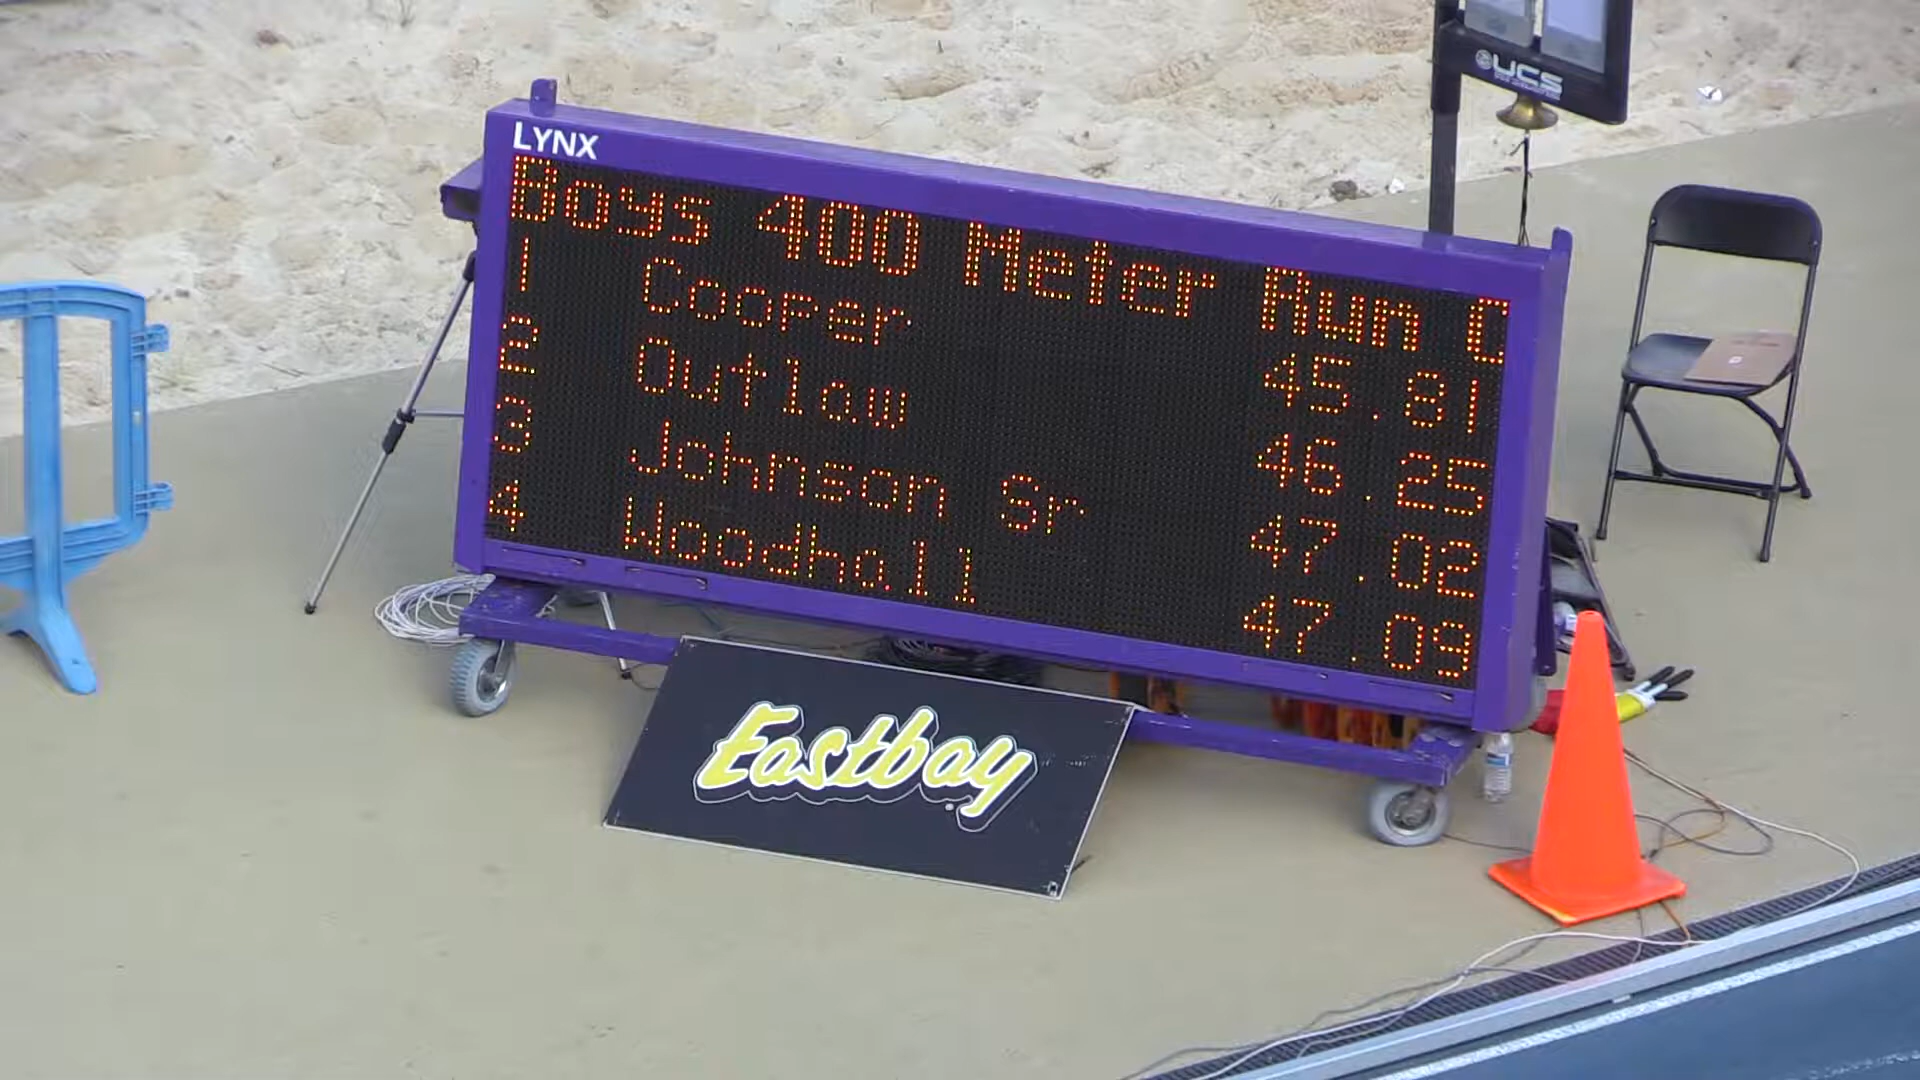 UCS
LYNX
Boys 400 Meter Run C
1 Cooper 45.81
2 Outlaw 46.25
3 Johnson Sr 47.02
4 Woodhall 47.09
Eastbay